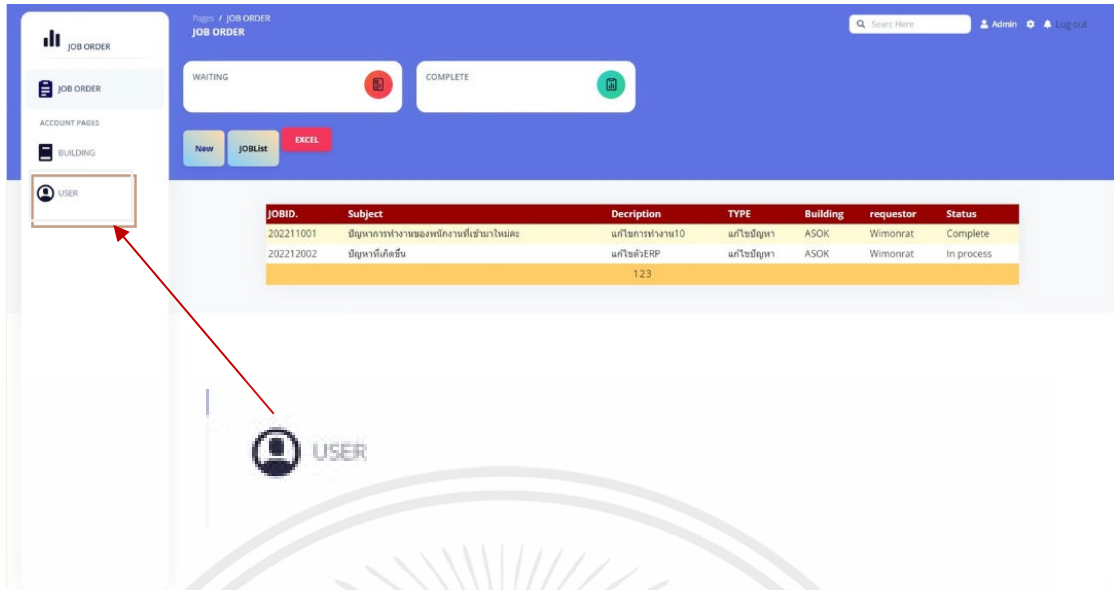 JOB ORDER
JOB ORDER
ACCOUNT PAGES
BUILDING
USER
Pages / JOB ORDER
JOB ORDER
Searc Here
Admin
Log out
WAITING
COMPLETE
New
JOBList
EXCEL
JOBID. Subject Decription TYPE Building requestor Status
202211001 ปัญหาการทำงานของพนักงานที่เข้ามาใหม่คะ แก้ไขการทำงาน10 แก้ไขปัญหา ASOK Wimonrat Complete
202212002 ปัญหาที่เกิดขึ้น แก้ไขตัวERP แก้ไขปัญหา ASOK Wimonrat In process
1 2 3
USER